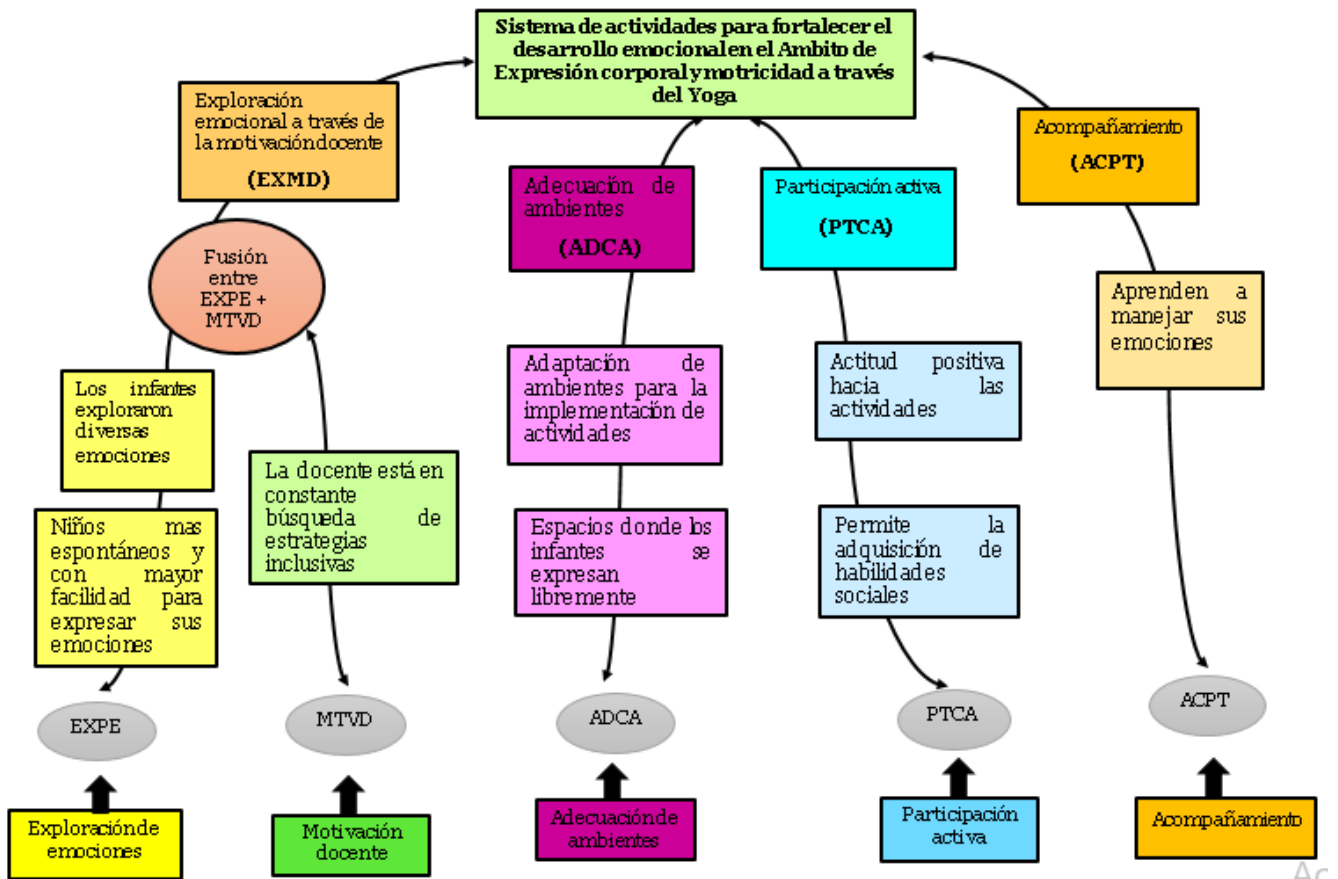 Sistema de actividades para fortalecer el
desarrollo emocional en el Ambito de
Expresión corporal y motricidad a través
del Yoga
Exploración
emocional a través de
la motivación docente
(EXMD)
Adecuación de
ambientes
(ADCA)
Participación activa
(PTCA)
Acompañamiento
(ACPT)
Fusión
entre
EXPE +
MTVD
Aprenden a
manejar sus
emociones
Los infantes
exploraron
diversas
emociones
Adaptación de
ambientes para la
implementación de
actividades
Actitud positiva
hacia las
actividades
La docente está en
constante
búsqueda de
estrategias
inclusivas
Niños mas
espontáneos y
con mayor
facilidad para
expresar sus
emociones
Espacios donde los
infantes se
expresan
libremente
Permite la
adquisición de
habilidades
sociales
EXPE
MTVD
ADCA
PTCA
ACPT
Exploración de
emociones
Motivación
docente
Adecuación de
ambientes
Participación
activa
Acompañamiento
Ac